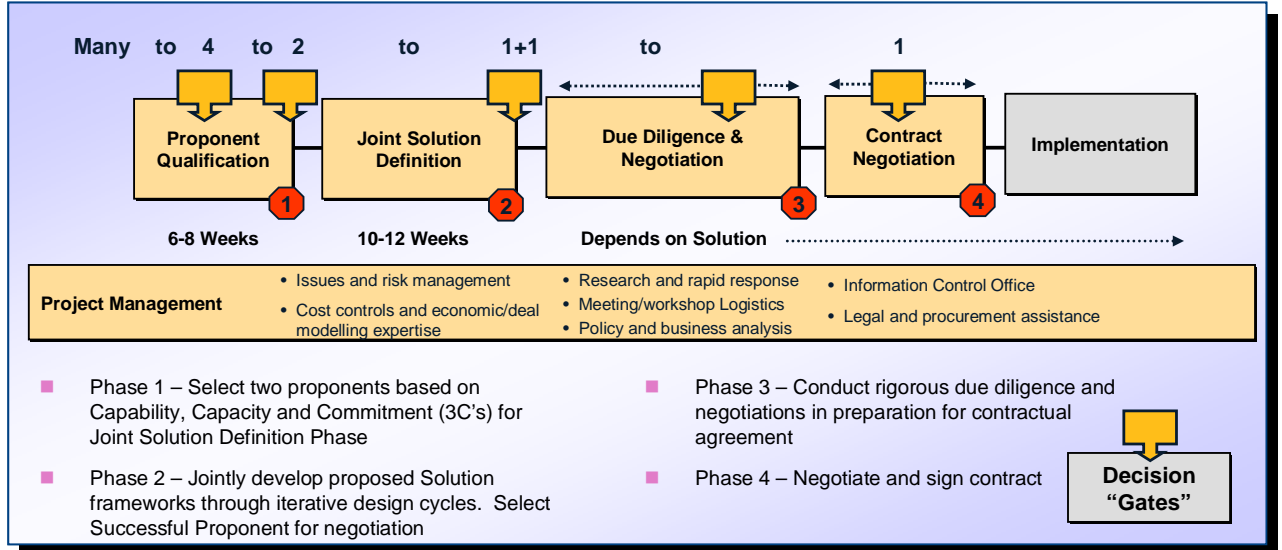 Many to 4 to 2 to 1+1 to 1
Proponent
Qualification
Joint Solution
Definition
Due Diligence &
Negotiation
Contract
Negotiation
Implementation
1
2
3
4
6-8 Weeks
10-12 Weeks
Depends on Solution
Project Management
• Issues and risk management
• Cost controls and economic/deal
modelling expertise
• Research and rapid response
• Meeting/workshop Logistics
• Policy and business analysis
• Information Control Office
• Legal and procurement assistance
Phase 1 – Select two proponents based on
Capability, Capacity and Commitment (3C's) for
Joint Solution Definition Phase
Phase 2 – Jointly develop proposed Solution
frameworks through iterative design cycles.  Select
Successful Proponent for negotiation
Phase 3 – Conduct rigorous due diligence and
negotiations in preparation for contractual
agreement
Phase 4 – Negotiate and sign contract
Decision
“Gates”